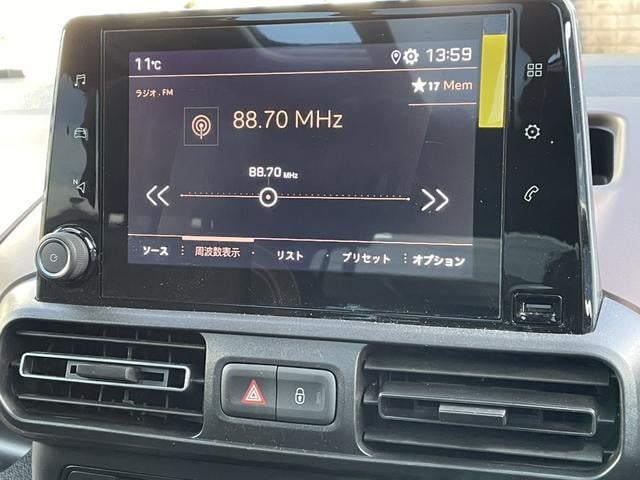 11℃
13:59
ラジオ.FM
★17 Mem
88.70 MHz
88.70 MHz
ソース
周波数表示
リスト
プリセット
オプション
N